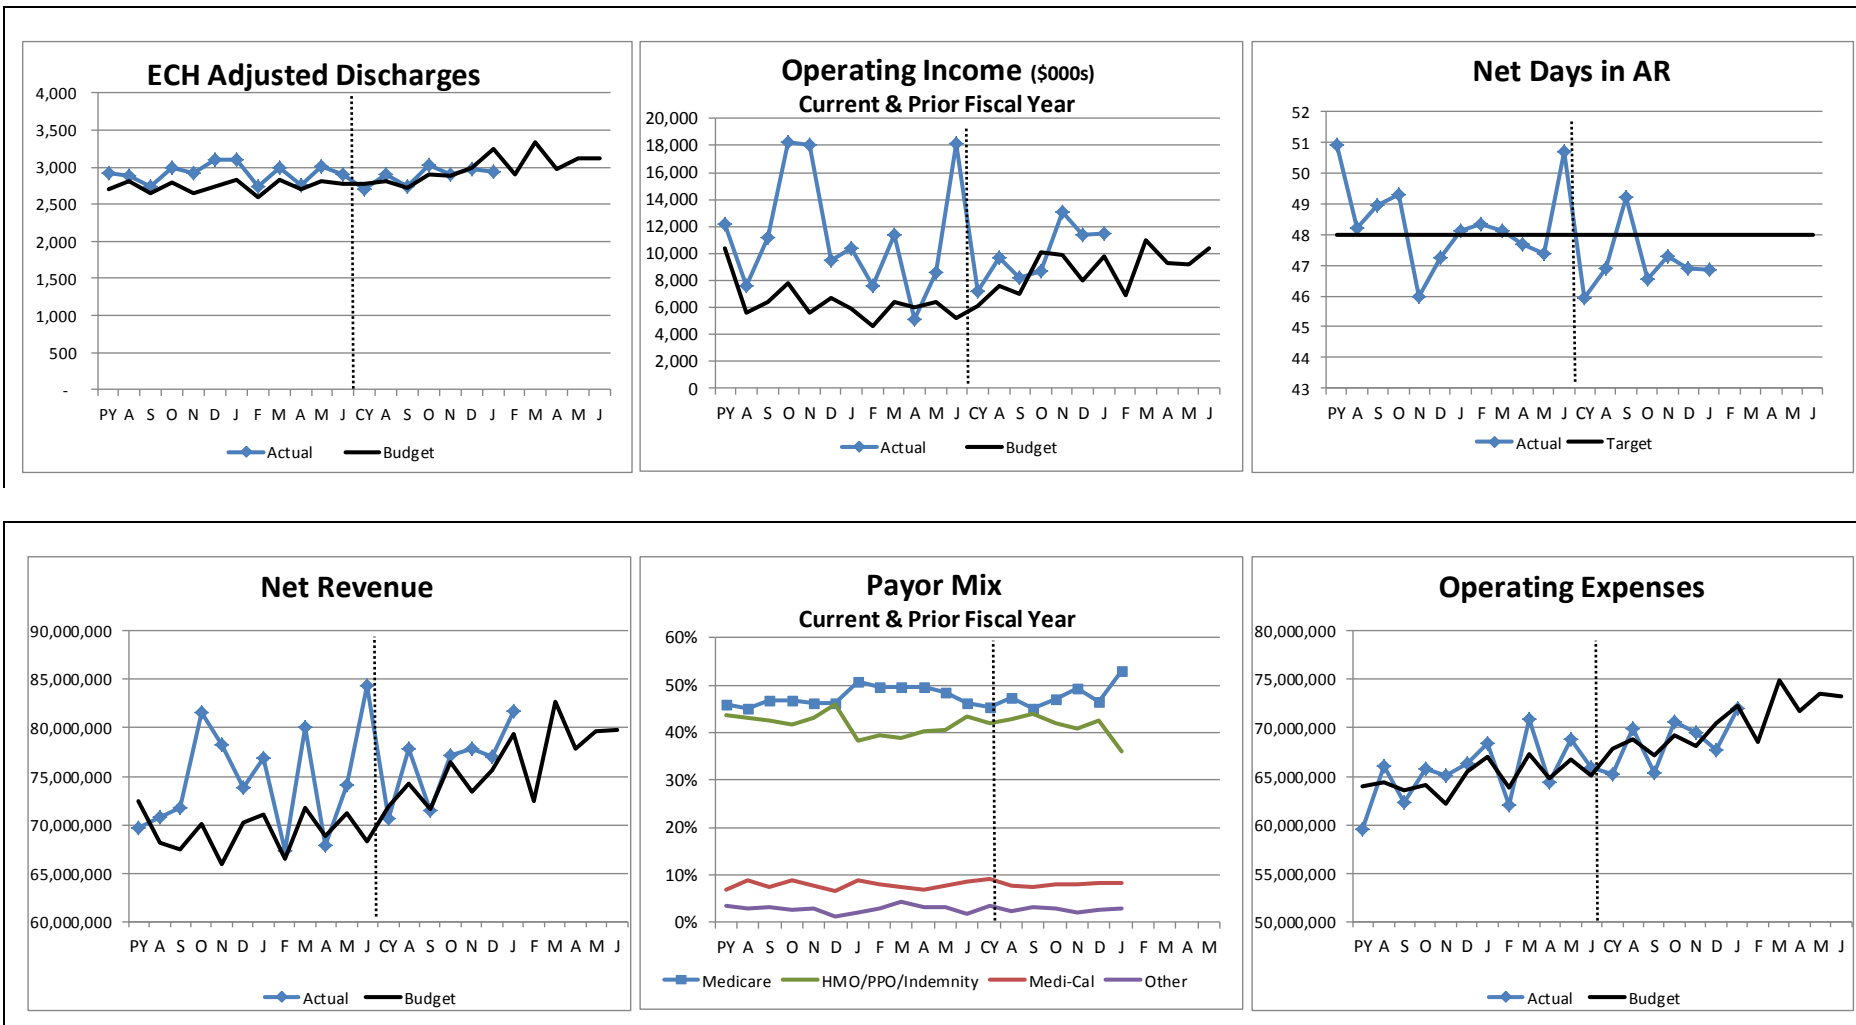 ECH Adjusted Discharges
4,000
3,500
3,000
2,500
2,000
1,500
1,000
500
-
PY A S O N D J F M A M J CY A S O N D J F M A M J
Actual Budget
Operating Income ($000s)
Current & Prior Fiscal Year
20,000
18,000
16,000
14,000
12,000
10,000
8,000
6,000
4,000
2,000
0
PY A S O N D J F M A M J CY A S O N D J F M A M J
Actual Budget
Net Days in AR
52
51
50
49
48
47
46
45
44
43
PY A S O N D J F M A M J CY A S O N D J F M A M J
Actual Target
Net Revenue
90,000,000
85,000,000
80,000,000
75,000,000
70,000,000
65,000,000
60,000,000
PY A S O N D J F M A M J CY A S O N D J F M A M J
Actual Budget
Payor Mix
Current & Prior Fiscal Year
60%
50%
40%
30%
20%
10%
0%
PY A S O N D J F M A M J CY A S O N D J F M A M
Medicare HMO/PPO/Indemnity Medi-Cal Other
Operating Expenses
80,000,000
75,000,000
70,000,000
65,000,000
60,000,000
55,000,000
50,000,000
PY A S O N D J F M A M J CY A S O N D J F M A M J
Actual Budget